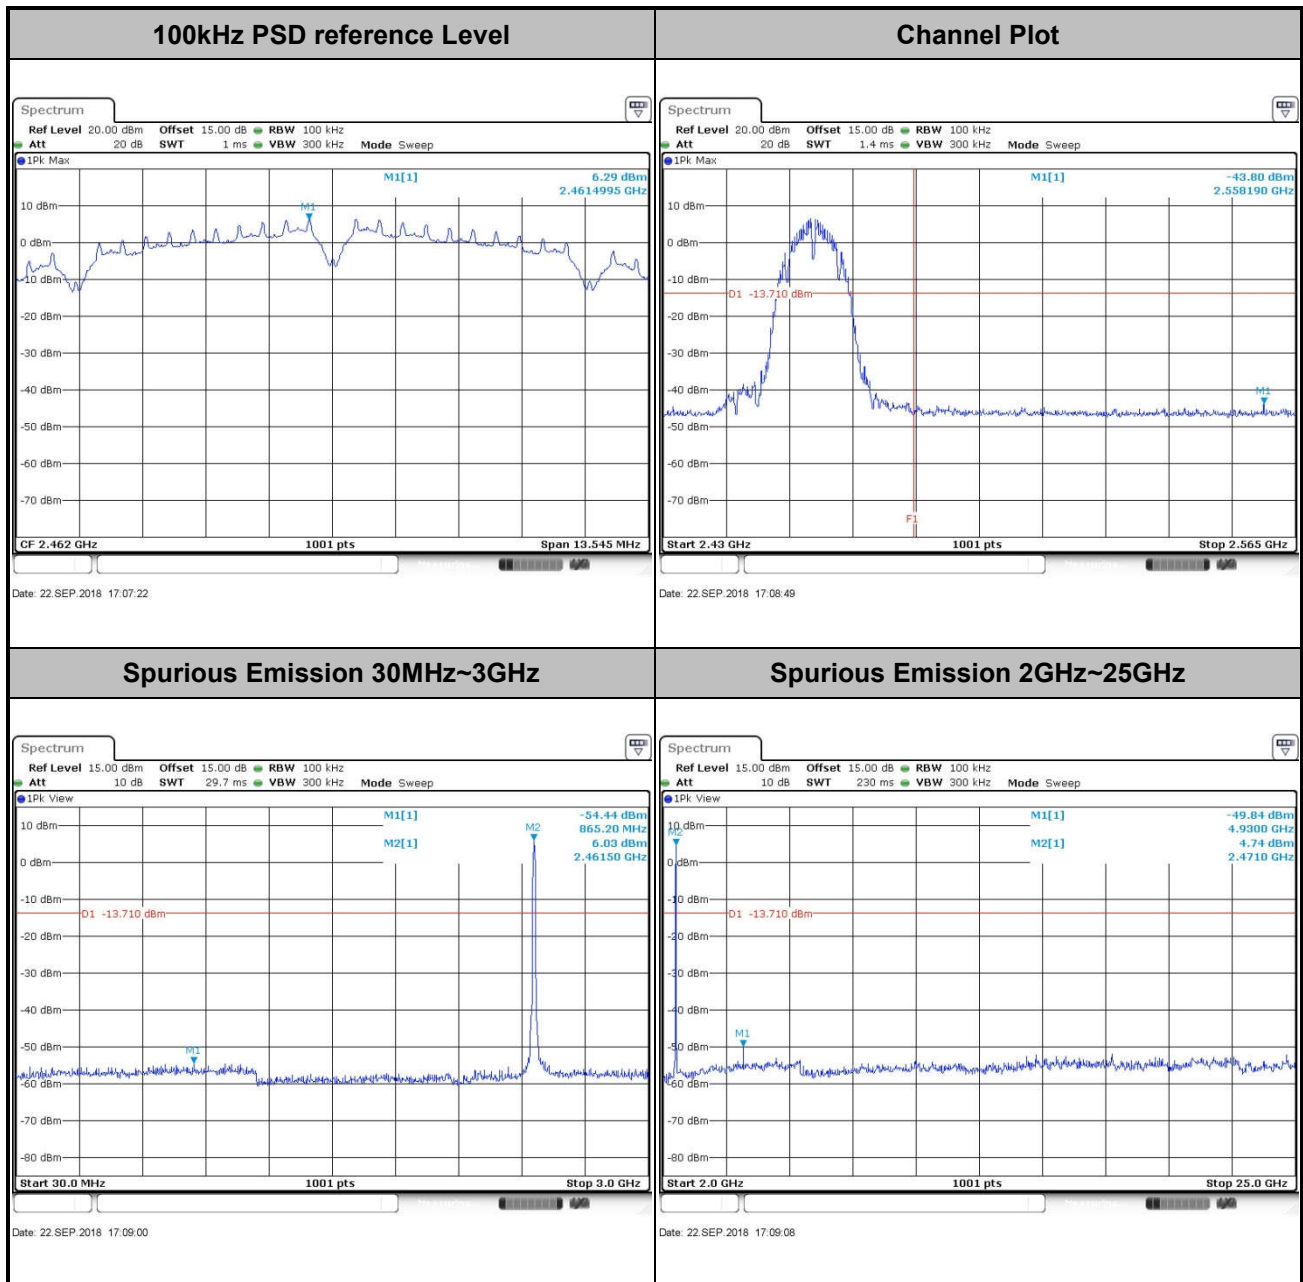 100kHz PSD reference Level
Spectrum
Ref Level 20.00 dBm Offset 15.00 dB RBW 100 kHz
Att 20 dB SWT 1 ms VBW 300 kHz Mode Sweep
1Pk Max
M1[1] 6.29 dBm
2.4614995 GHz
M1
10 dBm
0 dBm
-10 dBm
-20 dBm
-30 dBm
-40 dBm
-50 dBm
-60 dBm
-70 dBm
CF 2.462 GHz 1001 pts Span 13.545 MHz
Date: 22.SEP.2018 17:07:22
Channel Plot
Spectrum
Ref Level 20.00 dBm Offset 15.00 dB RBW 100 kHz
Att 20 dB SWT 1.4 ms VBW 300 kHz Mode Sweep
1Pk Max
M1[1] -43.80 dBm
2.558190 GHz
10 dBm
0 dBm
-10 dBm
D1 -13.710 dBm
-20 dBm
-30 dBm
-40 dBm
M1
-50 dBm
-60 dBm
-70 dBm
F1
Start 2.43 GHz 1001 pts Stop 2.565 GHz
Date: 22.SEP.2018 17:08:49
Spurious Emission 30MHz~3GHz
Spectrum
Ref Level 15.00 dBm Offset 15.00 dB RBW 100 kHz
Att 10 dB SWT 29.7 ms VBW 300 kHz Mode Sweep
1Pk View
M1[1] -54.44 dBm
865.20 MHz
M2[1] 6.03 dBm
2.46150 GHz
M2
10 dBm
0 dBm
-10 dBm
D1 -13.710 dBm
-20 dBm
-30 dBm
-40 dBm
-50 dBm
M1
-60 dBm
-70 dBm
-80 dBm
Start 30.0 MHz 1001 pts Stop 3.0 GHz
Date: 22.SEP.2018 17:09:00
Spurious Emission 2GHz~25GHz
Spectrum
Ref Level 15.00 dBm Offset 15.00 dB RBW 100 kHz
Att 10 dB SWT 230 ms VBW 300 kHz Mode Sweep
1Pk View
M1[1] -49.84 dBm
4.9300 GHz
M2[1] 4.74 dBm
2.4710 GHz
10 dBm
M2
0 dBm
-10 dBm
D1 -13.710 dBm
-20 dBm
-30 dBm
-40 dBm
M1
-50 dBm
-60 dBm
-70 dBm
-80 dBm
Start 2.0 GHz 1001 pts Stop 25.0 GHz
Date: 22.SEP.2018 17:09:08